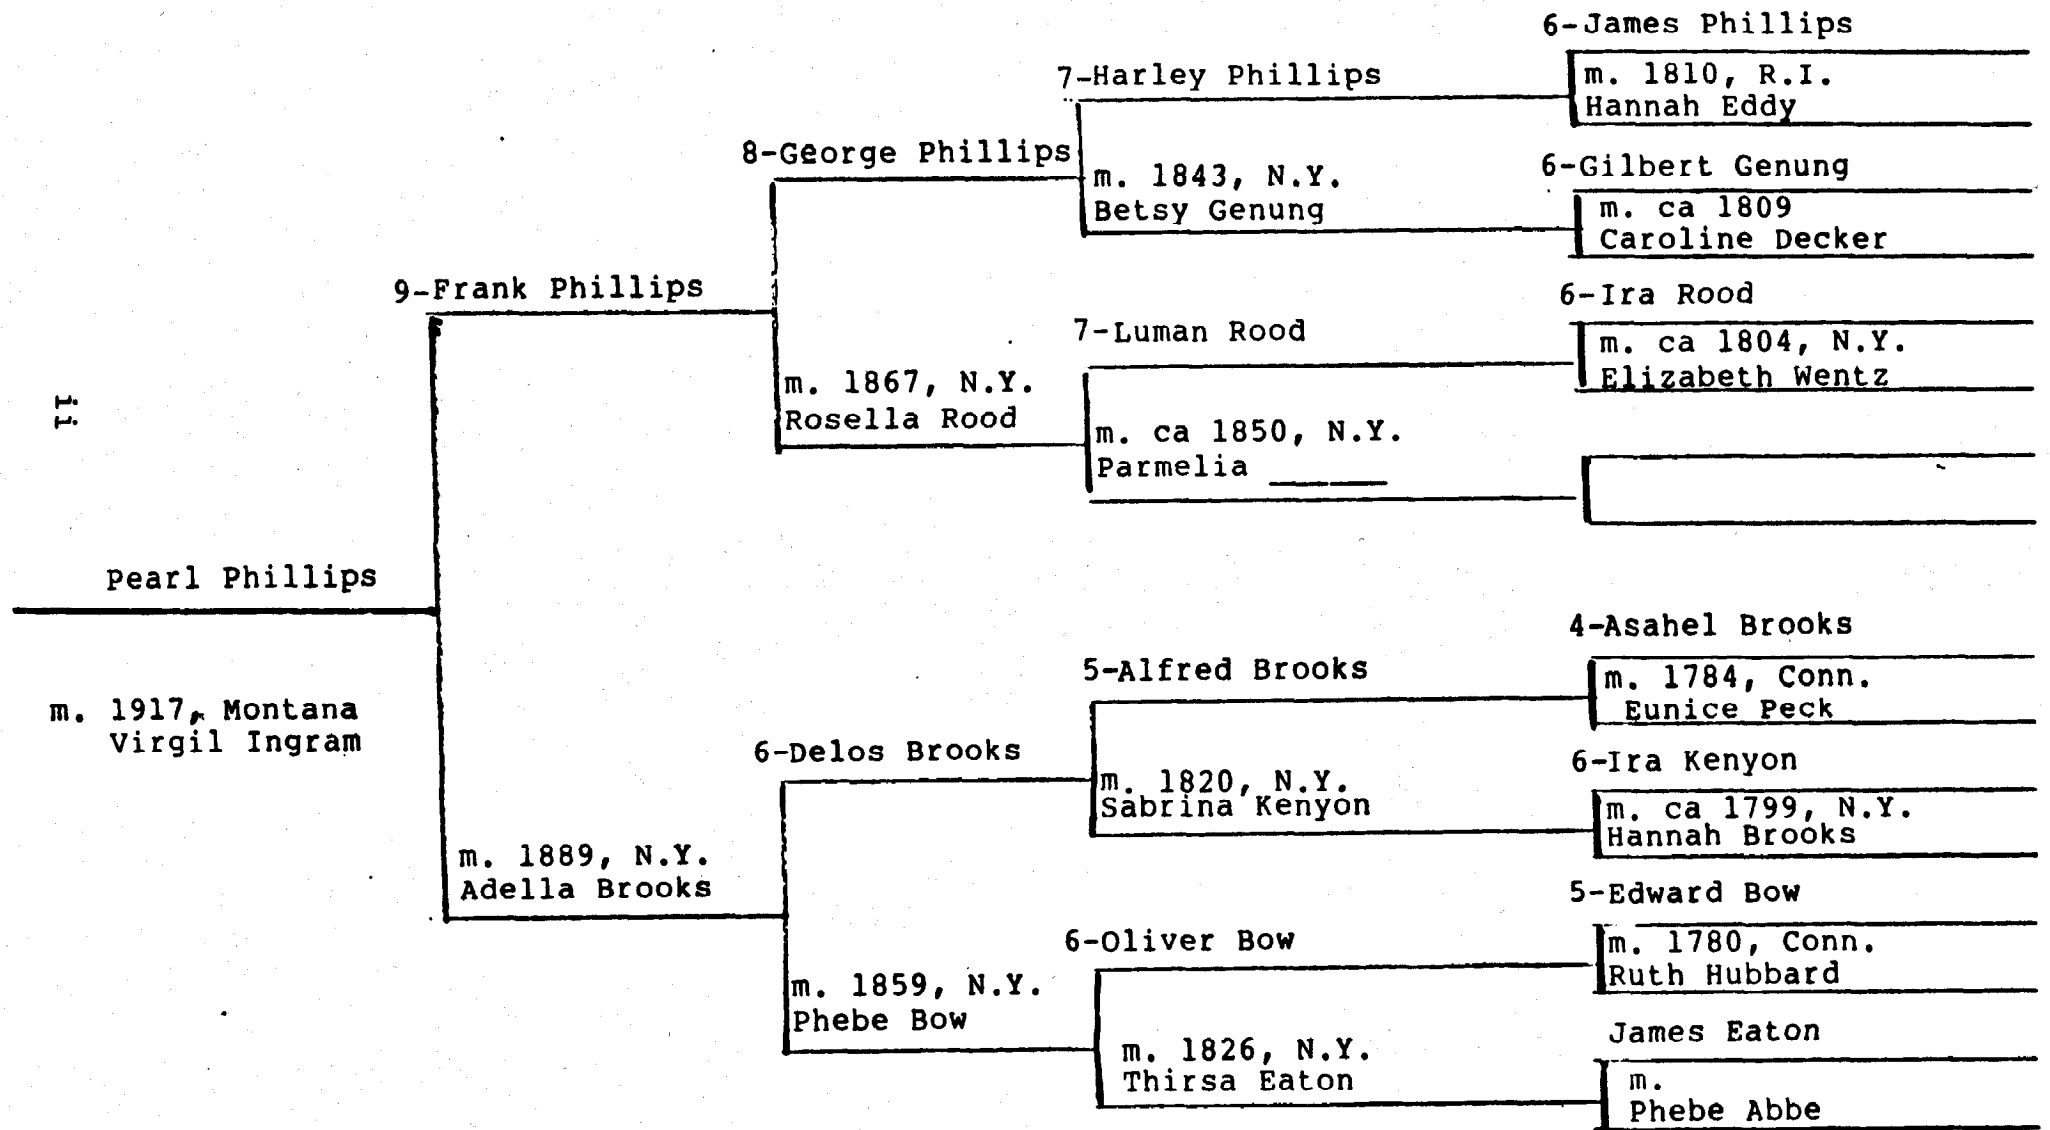 6-James Phillips
m. 1810, R.I.
Hannah Eddy
7-Harley Phillips
8-George Phillips
m. 1843, N.Y.
Betsy Genung
6-Gilbert Genung
m. ca 1809
Caroline Decker
9-Frank Phillips
6-Ira Rood
m. ca 1804, N.Y.
Elizabeth Wentz
7-Luman Rood
m. 1867, N.Y.
Rosella Rood
m. ca 1850, N.Y.
Parmelia ______
ii
Pearl Phillips
m. 1917, Montana
Virgil Ingram
4-Asahel Brooks
m. 1784, Conn.
Eunice Peck
5-Alfred Brooks
6-Delos Brooks
m. 1820, N.Y.
Sabrina Kenyon
6-Ira Kenyon
m. ca 1799, N.Y.
Hannah Brooks
m. 1889, N.Y.
Adella Brooks
5-Edward Bow
m. 1780, Conn.
Ruth Hubbard
6-Oliver Bow
m. 1859, N.Y.
Phebe Bow
m. 1826, N.Y.
Thirsa Eaton
James Eaton
m.
Phebe Abbe